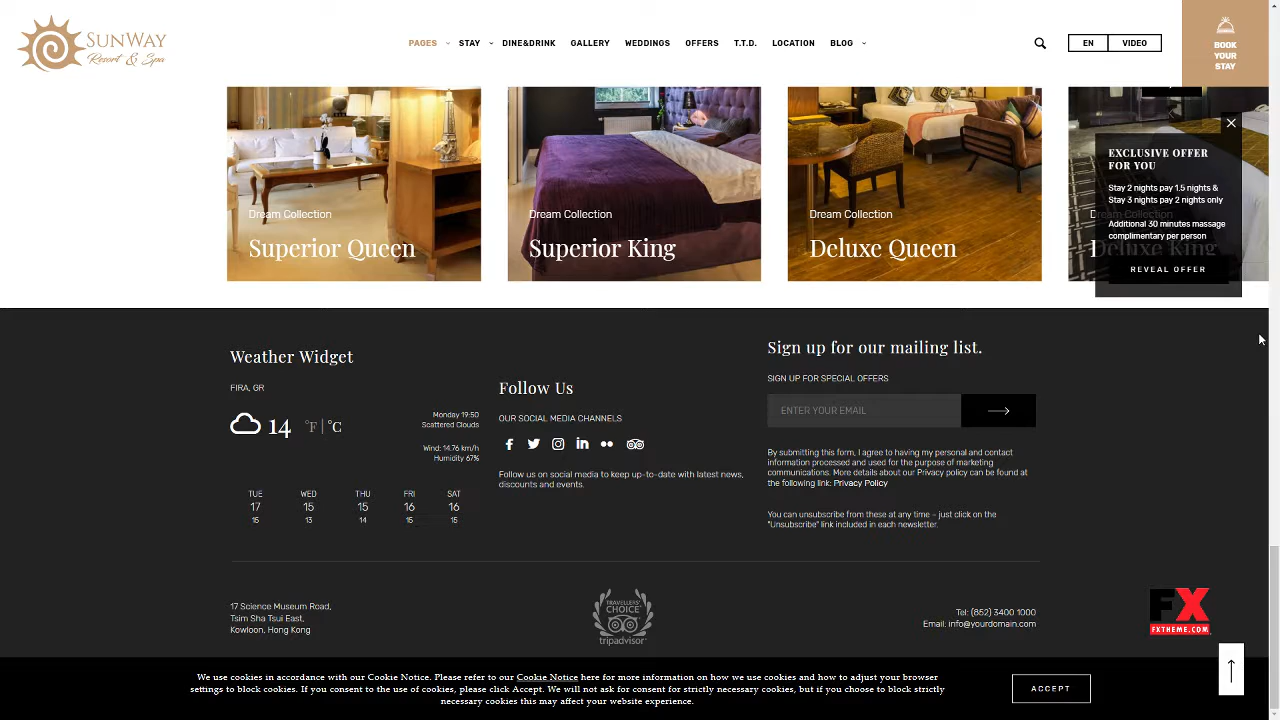 SUNWAY
Resort & Spa
PAGES STAY DINE&DRINK GALLERY WEDDINGS OFFERS T.T.D. LOCATION BLOG
EN VIDEO
BOOK
YOUR
STAY
Dream Collection
Superior Queen
Dream Collection
Superior King
Dream Collection
Deluxe Queen
Dream Collection
Deluxe King
EXCLUSIVE OFFER
FOR YOU
Stay 2 nights pay 1.5 nights &
Stay 3 nights pay 2 nights only
Additional 30 minutes massage
complimentary per person
REVEAL OFFER
Weather Widget
FIRA, GR
14 °F | °C
Monday 19:50
Scattered Clouds
Wind: 14.76 km/h
Humidity 67%
TUE WED THU FRI SAT
17 15 15 16 16
15 13 14 15 15
Follow Us
OUR SOCIAL MEDIA CHANNELS
Follow us on social media to keep up-to-date with latest news,
discounts and events.
Sign up for our mailing list.
SIGN UP FOR SPECIAL OFFERS
ENTER YOUR EMAIL
By submitting this form, I agree to having my personal and contact
information processed and used for the purpose of marketing
communications. More details about our Privacy policy can be found at
the following link: Privacy Policy
You can unsubscribe from these at any time – just click on the
"Unsubscribe" link included in each newsletter.
17 Science Museum Road,
Tsim Sha Tsui East,
Kowloon, Hong Kong
TRAVELLERS'
CHOICE
tripadvisor
Tel: (852) 3400 1000
Email: info@yourdomain.com
FX
FXTHEME.COM
We use cookies in accordance with our Cookie Notice. Please refer to our Cookie Notice here for more information on how we use cookies and how to adjust your browser
settings to block cookies. If you consent to the use of cookies, please click Accept. We will not ask for consent for strictly necessary cookies, but if you choose to block strictly
necessary cookies this may affect your website experience.
ACCEPT